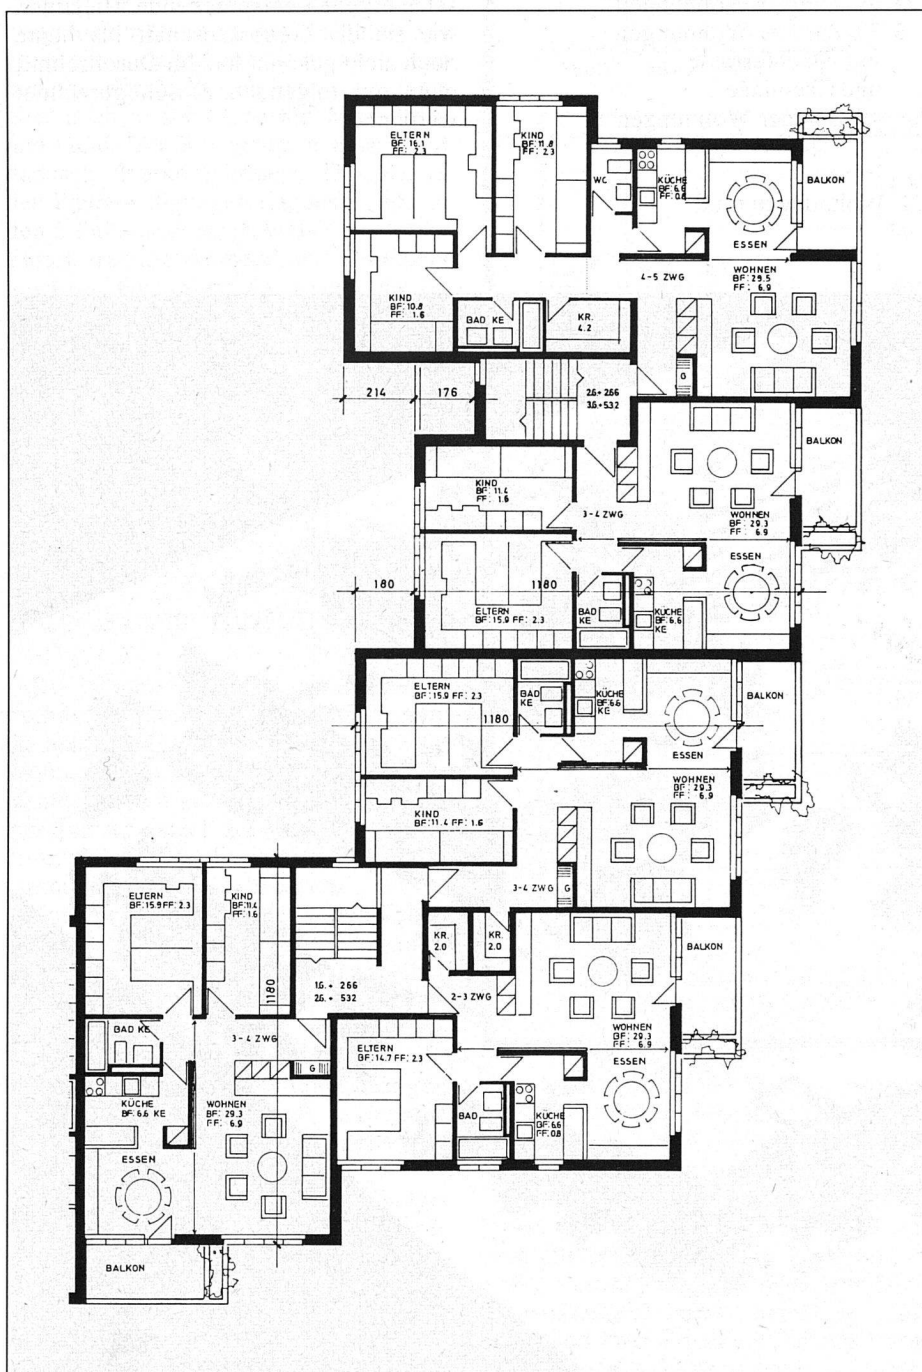 ELTERN
BF: 16.1
FF: 2.3
KIND
BF: 11.8
FF: 2.3
WC
KÜCHE
BF: 6.6
FF: 0.8
BALKON
ESSEN
KIND
BF: 10.8
FF: 1.6
4-5 ZWG
WOHNEN
BF: 29.5
FF: 6.9
BAD KE
KR.
4.2
G
214
176
2.G. + 266
3.G. + 532
BALKON
KIND
BF: 11.4
FF: 1.6
3-4 ZWG
WOHNEN
BF: 29.3
FF: 6.9
ESSEN
180
1180
ELTERN
BF: 15.9 FF: 2.3
BAD
KE
KÜCHE
BF: 6.6
KE
ELTERN
BF: 15.9 FF: 2.3
1180
BAD
KE
KÜCHE
BF: 6.6
KE
BALKON
ESSEN
WOHNEN
BF: 29.3
FF: 6.9
KIND
BF: 11.4 FF: 1.6
3-4 ZWG
G
ELTERN
BF: 15.9 FF: 2.3
KIND
BF: 11.4
FF: 1.6
1180
KR.
2.0
KR.
2.0
BALKON
1.G. + 266
2.G. + 532
2-3 ZWG
WOHNEN
BF: 29.3
FF: 6.9
BAD KE
3-4 ZWG
ELTERN
BF: 14.7 FF: 2.3
ESSEN
G
KÜCHE
BF: 6.6 KE
WOHNEN
BF: 29.3
FF: 6.9
BAD
KÜCHE
BF: 6.6
FF: 0.8
ESSEN
BALKON